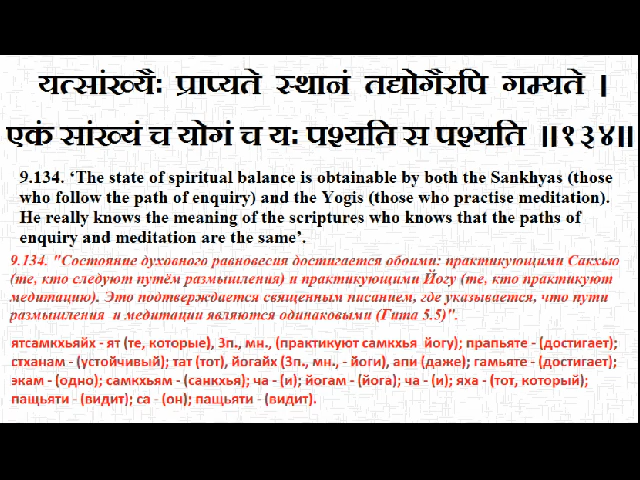 यत्सांख्यैः प्राप्यते स्थानं तद्योगैरपि गम्यते ।
एकं सांख्यं च योगं च यः पश्यति स पश्यति ॥१३४॥
9.134. ‘The state of spiritual balance is obtainable by both the Sankhyas (those
who follow the path of enquiry) and the Yogis (those who practise meditation).
He really knows the meaning of the scriptures who knows that the paths of
enquiry and meditation are the same’.
9.134. "Состояние духовного равновесия достигается обоими: практикующими Сакхью
(те, кто следуют путём размышления) и практикующими Йогу (те, кто практикуют
медитацию). Это подтверждается священным писанием, где указывается, что пути
размышления и медитации являются одинаковыми (Гита 5.5)".
ятсамкхьяйх - ят (те, которые), 3п., мн., (практикуют самкхья йогу); прапьяте - (достигает);
стханам - (устойчивый); тат (тот), йогайх (3п., мн., - йоги), апи (даже); гамьяте - (достигает);
экам - (одно); самкхьям - (санкхья); ча - (и); йогам - (йога); ча - (и); яха - (тот, который);
пащьяти - (видит); са - (он); пащьяти - (видит).